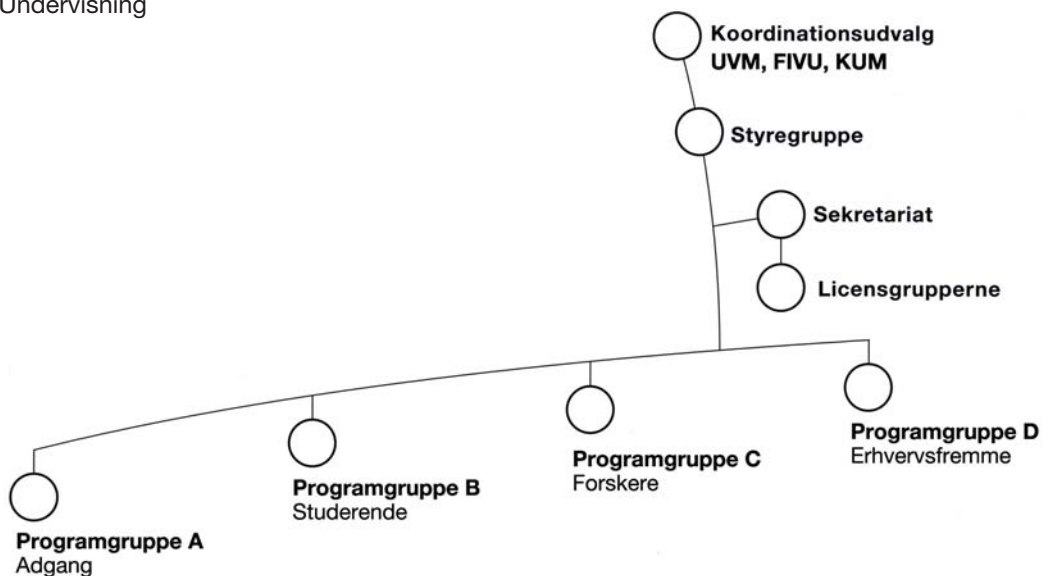 Undervisning
Koordinationsudvalg
UVM, FIVU, KUM
Styregruppe
Sekretariat
Licensgrupperne
Programgruppe D
Erhvervsfremme
Programgruppe C
Forskere
Programgruppe B
Studerende
Programgruppe A
Adgang